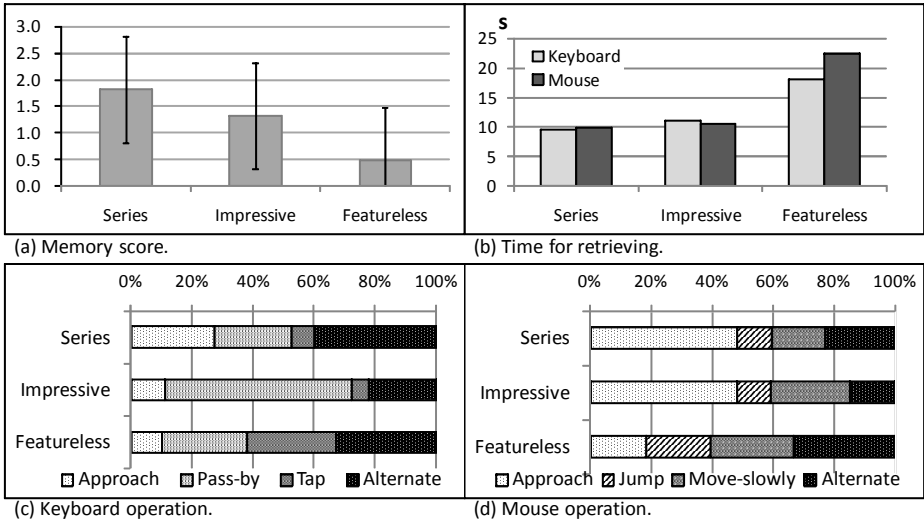 3.0
2.5
2.0
1.5
1.0
0.5
0.0
Series Impressive Featureless
(a) Memory score.
s
25
20
15
10
5
0
Keyboard
Mouse
Series Impressive Featureless
(b) Time for retrieving.
0% 20% 40% 60% 80% 100%
Series
Impressive
Featureless
Approach Pass-by Tap Alternate
(c) Keyboard operation.
0% 20% 40% 60% 80% 100%
Series
Impressive
Featureless
Approach Jump Move-slowly Alternate
(d) Mouse operation.